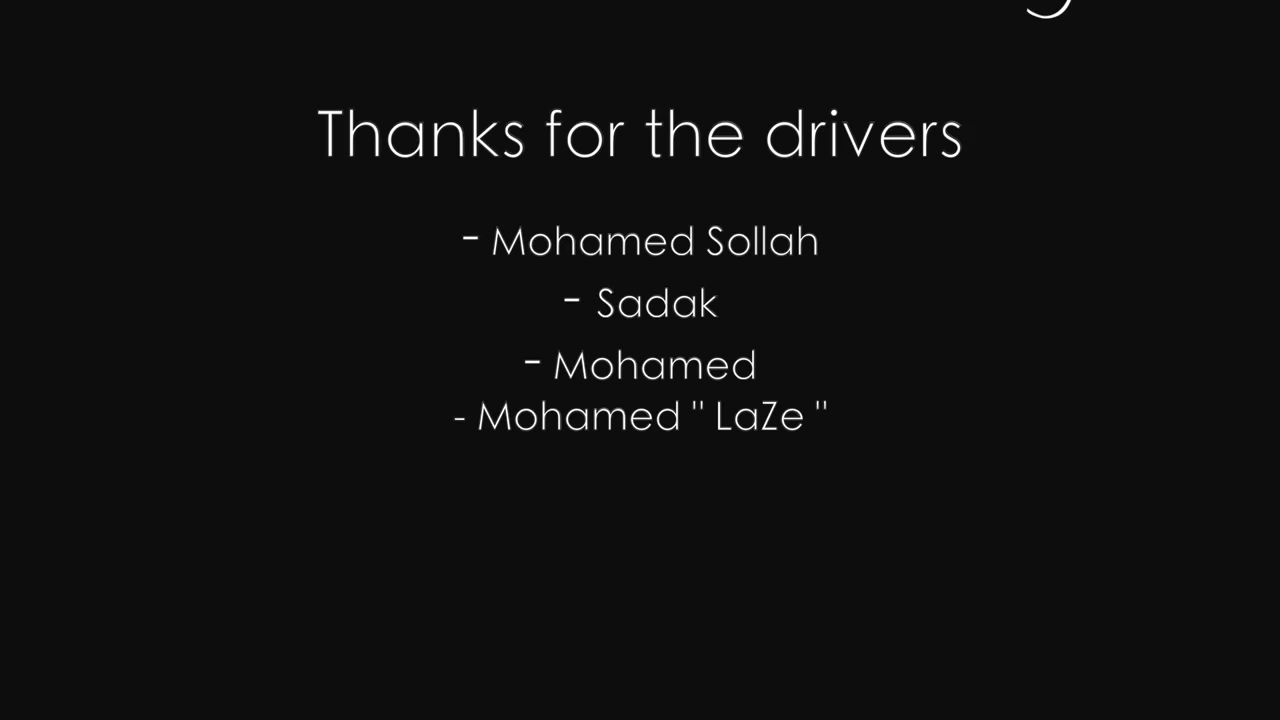 Thanks for the drivers
- Mohamed Sollah
- Sadak
- Mohamed
- Mohamed " LaZe "